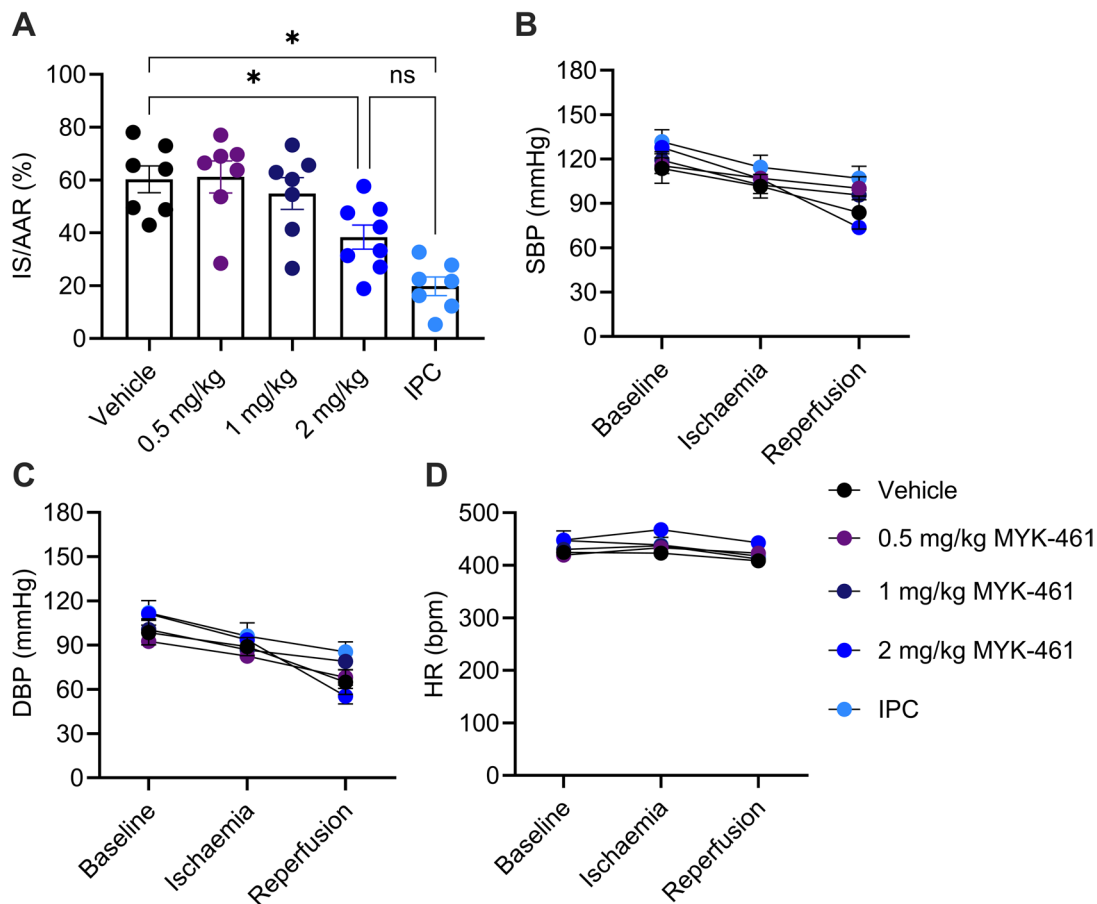 A
*
*
ns
IS/AAR (%)
100
80
60
40
20
0
Vehicle
0.5 mg/kg
1 mg/kg
2 mg/kg
IPC
B
SBP (mmHg)
180
150
120
90
60
30
0
Baseline
Ischaemia
Reperfusion
C
DBP (mmHg)
180
150
120
90
60
30
0
Baseline
Ischaemia
Reperfusion
D
HR (bpm)
500
400
300
200
100
0
Baseline
Ischaemia
Reperfusion
Vehicle
0.5 mg/kg MYK-461
1 mg/kg MYK-461
2 mg/kg MYK-461
IPC